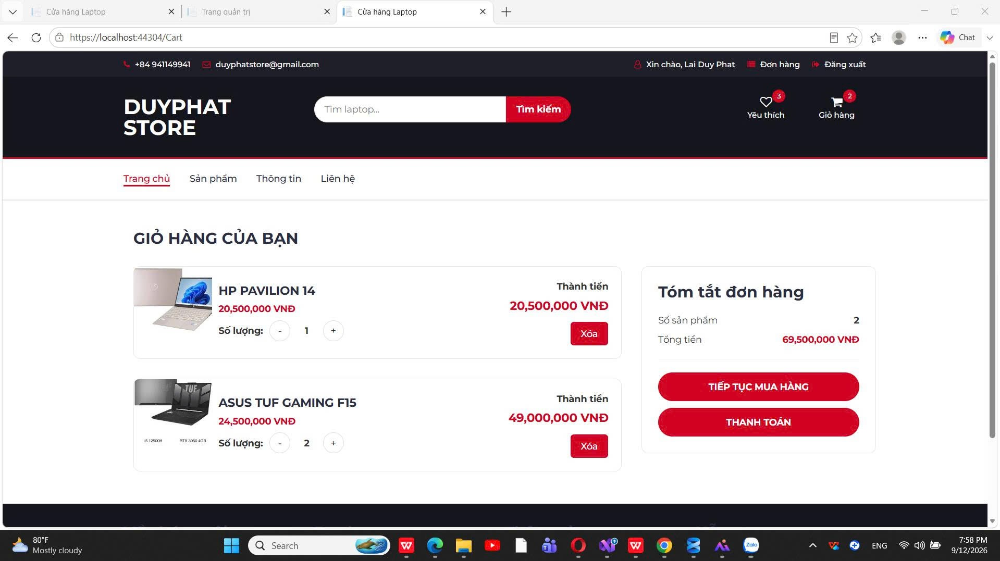 Cửa hàng Laptop
Trang quản trị
Cửa hàng Laptop
https://localhost:44304/Cart
Chat
+84 941149941
duyphatstore@gmail.com
Xin chào, Lai Duy Phat
Đơn hàng
Đăng xuất
DUYPHAT
STORE
Tìm laptop...
Tìm kiếm
3
Yêu thích
2
Giỏ hàng
Trang chủ
Sản phẩm
Thông tin
Liên hệ
GIỎ HÀNG CỦA BẠN
HP PAVILION 14
20,500,000 VNĐ
Số lượng: - 1 +
Thành tiền
20,500,000 VNĐ
Xóa
TUF
i5 12500H
RTX 3050 4GB
ASUS TUF GAMING F15
24,500,000 VNĐ
Số lượng: - 2 +
Thành tiền
49,000,000 VNĐ
Xóa
Tóm tắt đơn hàng
Số sản phẩm 2
Tổng tiền 69,500,000 VNĐ
TIẾP TỤC MUA HÀNG
THANH TOÁN
80°F
Mostly cloudy
Search
Zalo
ENG
7:58 PM
9/12/2026